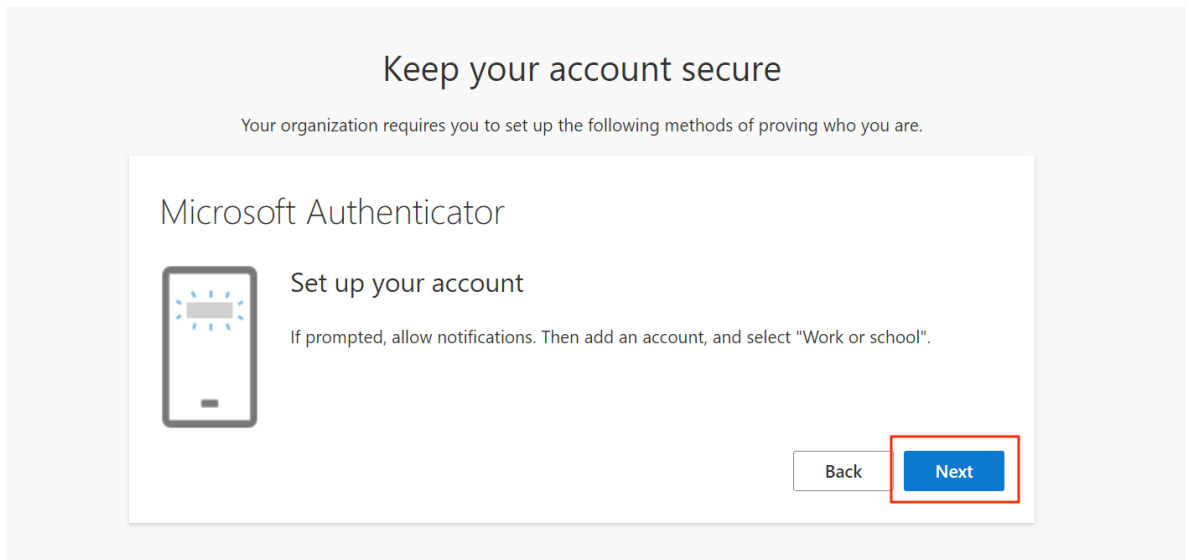 Keep your account secure
Your organization requires you to set up the following methods of proving who you are.
Microsoft Authenticator
Set up your account
If prompted, allow notifications. Then add an account, and select "Work or school".
Back Next